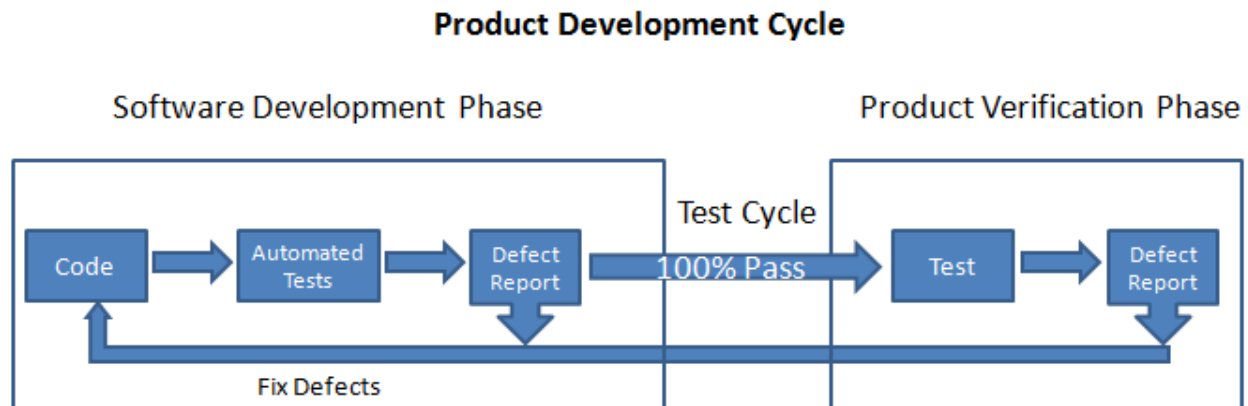 Product Development Cycle
Software Development Phase
Product Verification Phase
Test Cycle
Code
Automated
Tests
Defect
Report
100% Pass
Test
Defect
Report
Fix Defects